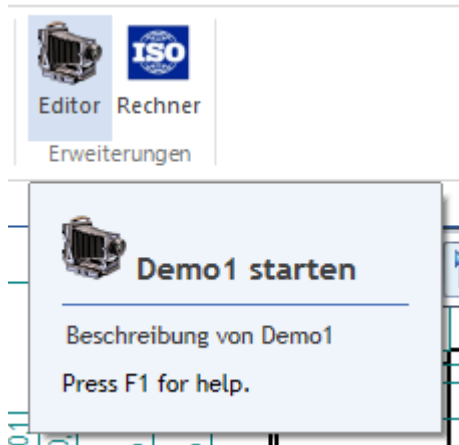 ISO
Editor Rechner
Erweiterungen
Demo1 starten
Beschreibung von Demo1
Press F1 for help.